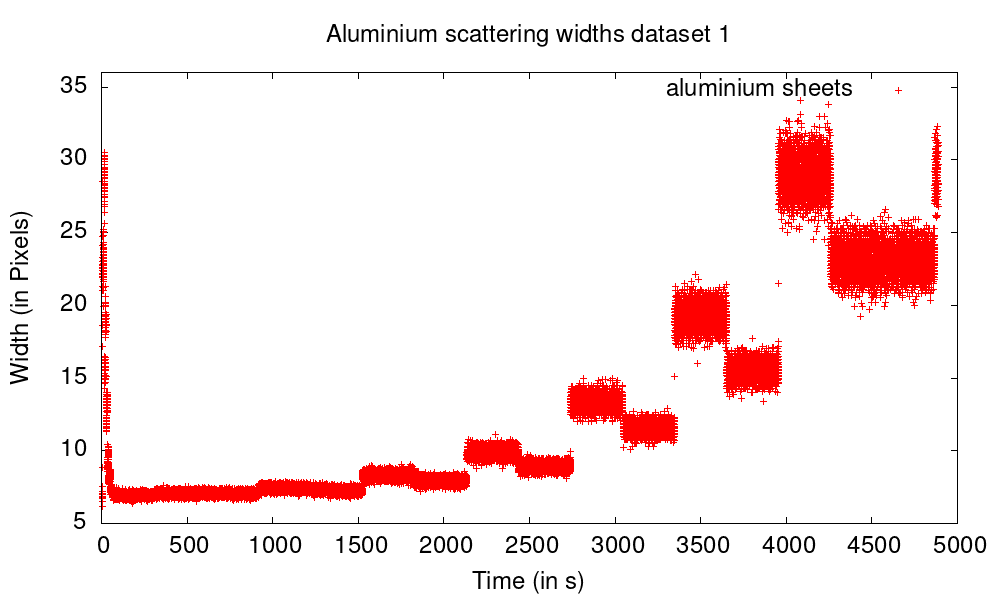 Aluminium scattering widths dataset 1
aluminium sheets
35
30
25
20
15
10
5
Width (in Pixels)
0 500 1000 1500 2000 2500 3000 3500 4000 4500 5000
Time (in s)